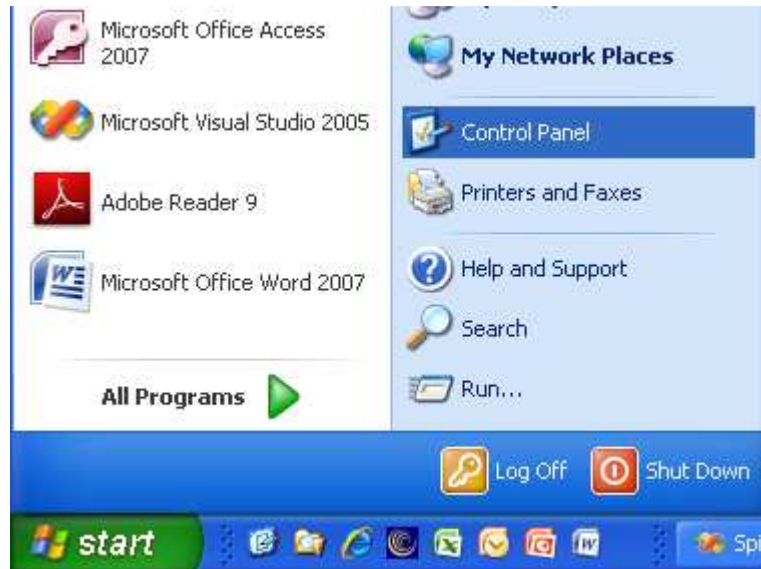 Microsoft Office Access
2007
Microsoft Visual Studio 2005
Adobe Reader 9
Microsoft Office Word 2007
All Programs
My Network Places
Control Panel
Printers and Faxes
Help and Support
Search
Run...
Log Off
Shut Down
start
Spi